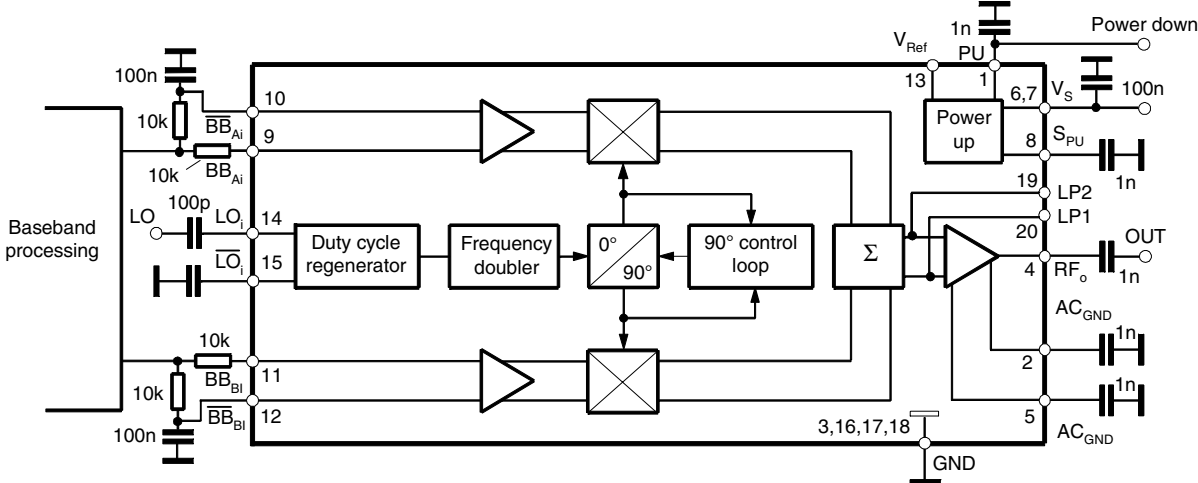 1n
Power down
V_Ref
PU
100n
13
1
6,7
V_S
100n
10
10k
BB_Ai
9
Power
up
8
S_PU
10k
BB_Ai
1n
19
LP2
100p
LO
LO_i
14
LP1
Baseband
processing
Duty cycle
regenerator
Frequency
doubler
0°
90°
90° control
loop
Σ
20
OUT
LO_i
15
4
RF_o
1n
AC_GND
10k
1n
BB_BI
11
2
10k
1n
12
BB_BI
100n
5
AC_GND
3,16,17,18
GND